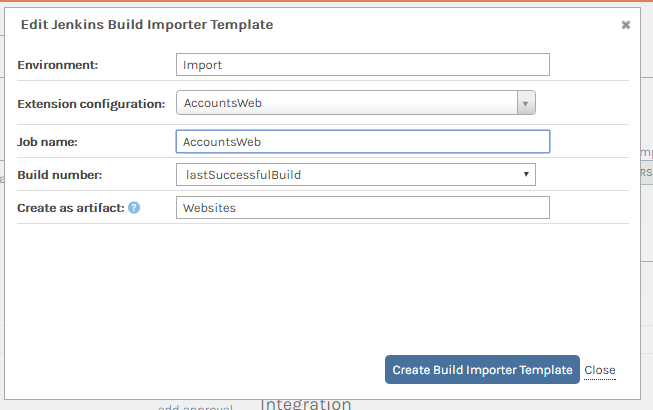 Edit Jenkins Build Importer Template
Environment: Import
Extension configuration: AccountsWeb
Job name: AccountsWeb
Build number: lastSuccessfulBuild
Create as artifact: ? Websites
Create Build Importer Template Close
add approval Integration